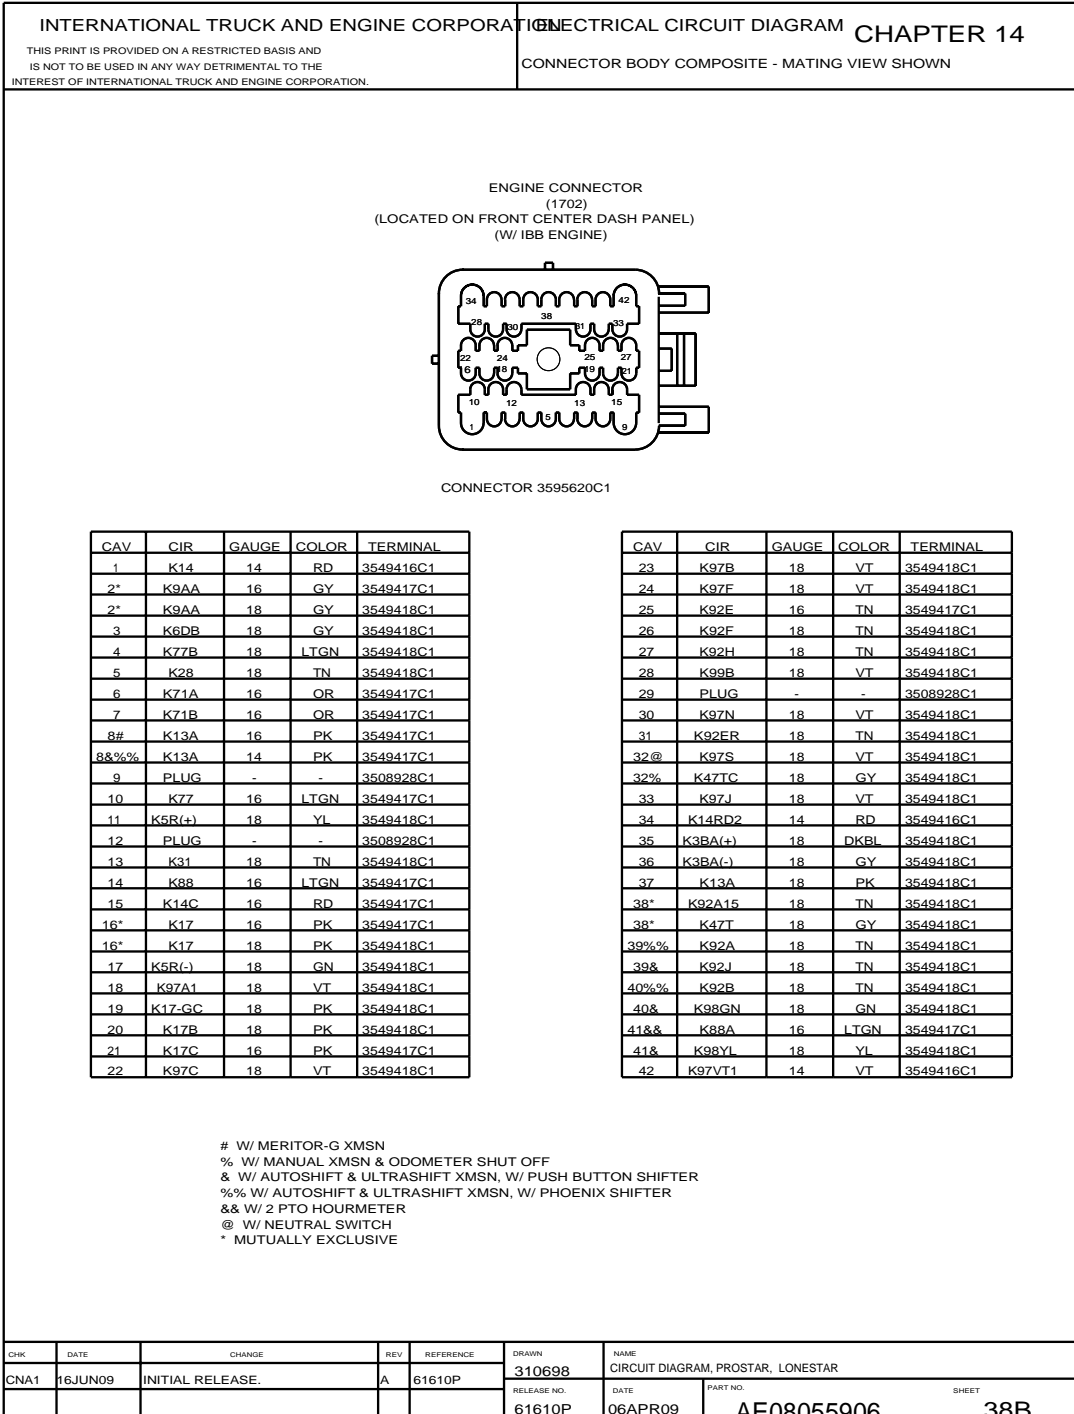 INTERNATIONAL TRUCK AND ENGINE CORPORATION
ELECTRICAL CIRCUIT DIAGRAM CHAPTER 14
THIS PRINT IS PROVIDED ON A RESTRICTED BASIS AND
IS NOT TO BE USED IN ANY WAY DETRIMENTAL TO THE
INTEREST OF INTERNATIONAL TRUCK AND ENGINE CORPORATION.
CONNECTOR BODY COMPOSITE - MATING VIEW SHOWN
ENGINE CONNECTOR
(1702)
(LOCATED ON FRONT CENTER DASH PANEL)
(W/ IBB ENGINE)
34 42
38
28 30 31 33
22 24 25 27
6 18 19 21
10 12 13 15
1 5 9
CONNECTOR 3595620C1
CAV CIR GAUGE COLOR TERMINAL
1 K14 14 RD 3549416C1
2* K9AA 16 GY 3549417C1
2* K9AA 18 GY 3549418C1
3 K6DB 18 GY 3549418C1
4 K77B 18 LTGN 3549418C1
5 K28 18 TN 3549418C1
6 K71A 16 OR 3549417C1
7 K71B 16 OR 3549417C1
8# K13A 16 PK 3549417C1
8&%% K13A 14 PK 3549417C1
9 PLUG - - 3508928C1
10 K77 16 LTGN 3549417C1
11 K5R(+) 18 YL 3549418C1
12 PLUG - - 3508928C1
13 K31 18 TN 3549418C1
14 K88 16 LTGN 3549417C1
15 K14C 16 RD 3549417C1
16* K17 16 PK 3549417C1
16* K17 18 PK 3549418C1
17 K5R(-) 18 GN 3549418C1
18 K97A1 18 VT 3549418C1
19 K17-GC 18 PK 3549418C1
20 K17B 18 PK 3549418C1
21 K17C 16 PK 3549417C1
22 K97C 18 VT 3549418C1
CAV CIR GAUGE COLOR TERMINAL
23 K97B 18 VT 3549418C1
24 K97F 18 VT 3549418C1
25 K92E 16 TN 3549417C1
26 K92F 18 TN 3549418C1
27 K92H 18 TN 3549418C1
28 K99B 18 VT 3549418C1
29 PLUG - - 3508928C1
30 K97N 18 VT 3549418C1
31 K92ER 18 TN 3549418C1
32@ K97S 18 VT 3549418C1
32% K47TC 18 GY 3549418C1
33 K97J 18 VT 3549418C1
34 K14RD2 14 RD 3549416C1
35 K3BA(+) 18 DKBL 3549418C1
36 K3BA(-) 18 GY 3549418C1
37 K13A 18 PK 3549418C1
38* K92A15 18 TN 3549418C1
38* K47T 18 GY 3549418C1
39%% K92A 18 TN 3549418C1
39& K92J 18 TN 3549418C1
40%% K92B 18 TN 3549418C1
40& K98GN 18 GN 3549418C1
41&& K88A 16 LTGN 3549417C1
41& K98YL 18 YL 3549418C1
42 K97VT1 14 VT 3549416C1
# W/ MERITOR-G XMSN
% W/ MANUAL XMSN & ODOMETER SHUT OFF
& W/ AUTOSHIFT & ULTRASHIFT XMSN, W/ PUSH BUTTON SHIFTER
%% W/ AUTOSHIFT & ULTRASHIFT XMSN, W/ PHOENIX SHIFTER
&& W/ 2 PTO HOURMETER
@ W/ NEUTRAL SWITCH
* MUTUALLY EXCLUSIVE
CHK DATE CHANGE REV REFERENCE
CNA1 16JUN09 INITIAL RELEASE. A 61610P
DRAWN
310698
NAME
CIRCUIT DIAGRAM, PROSTAR, LONESTAR
RELEASE NO.
61610P
DATE
06APR09
PART NO.
AE08055906
SHEET
38B